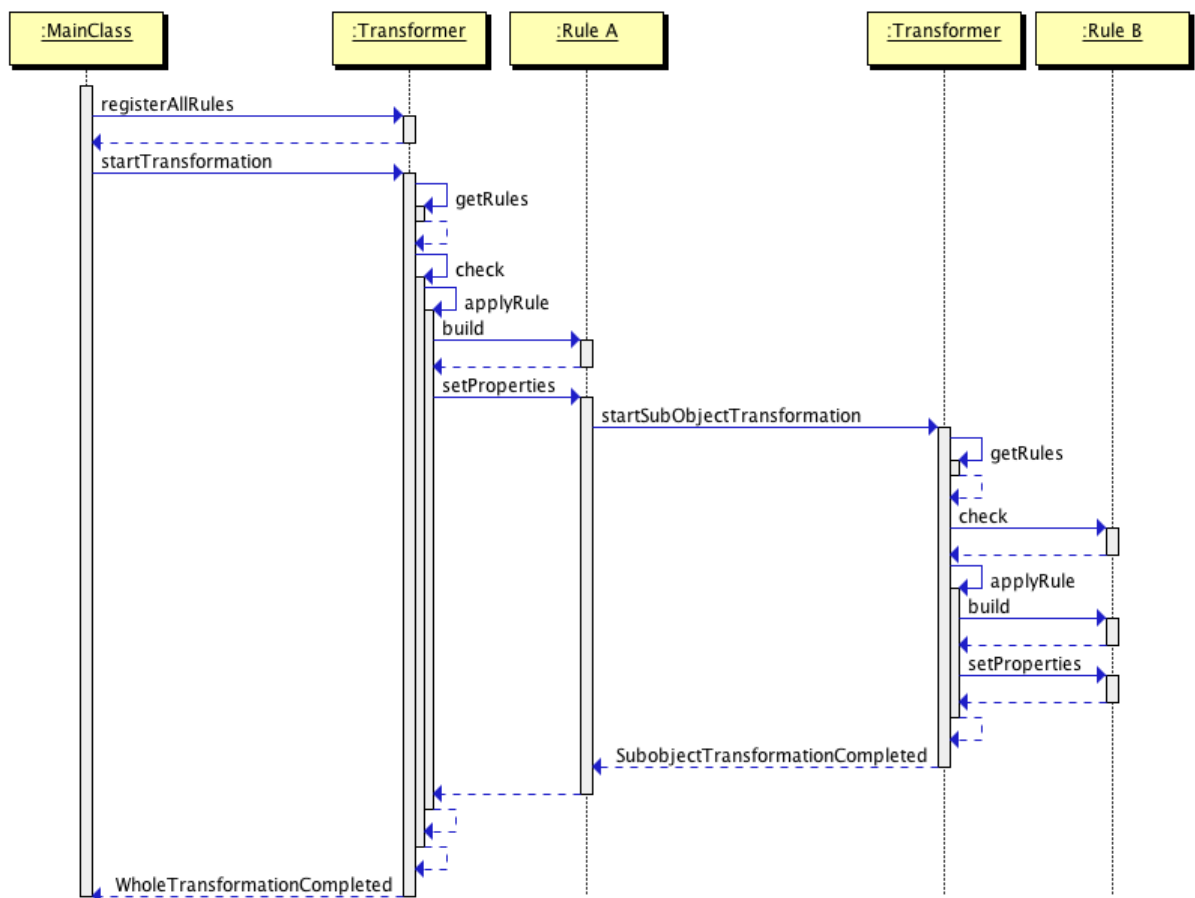 :MainClass
:Transformer
:Rule A
:Transformer
:Rule B
registerAllRules
startTransformation
getRules
check
applyRule
build
setProperties
startSubObjectTransformation
getRules
check
applyRule
build
setProperties
SubobjectTransformationCompleted
WholeTransformationCompleted